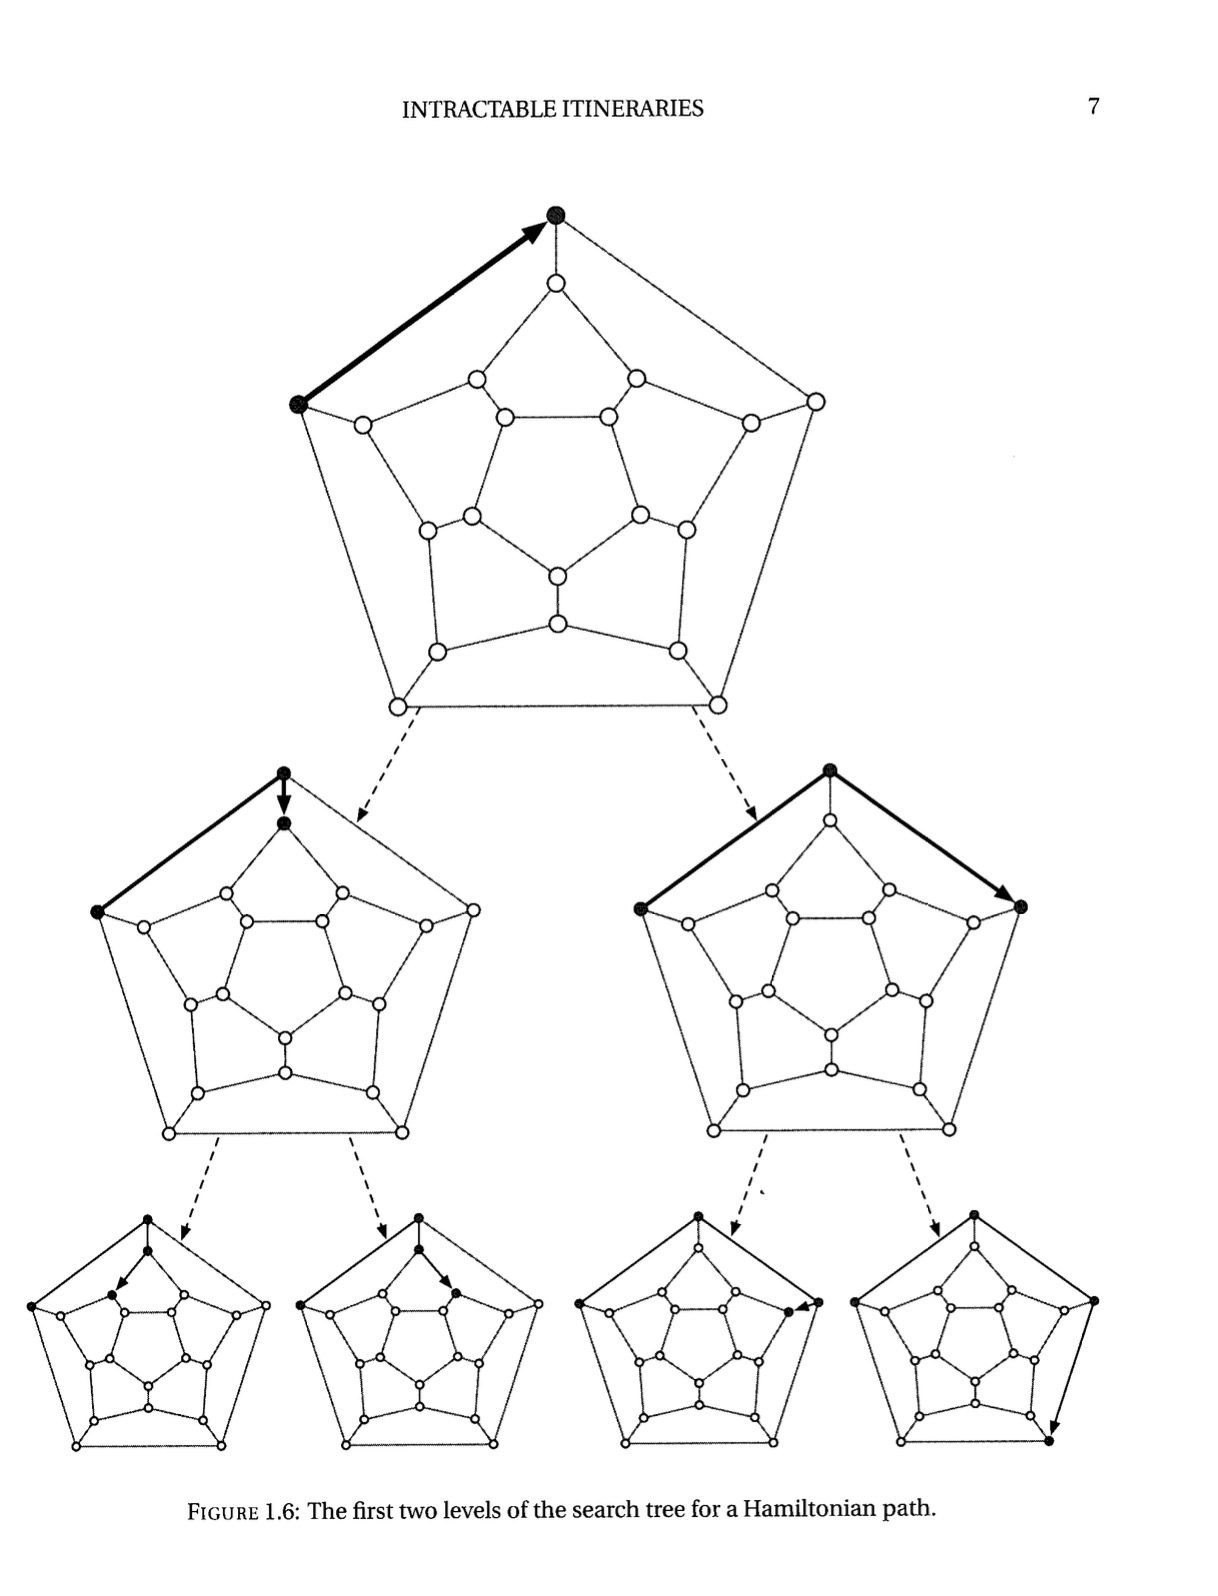 INTRACTABLE ITINERARIES 7
FIGURE 1.6: The first two levels of the search tree for a Hamiltonian path.